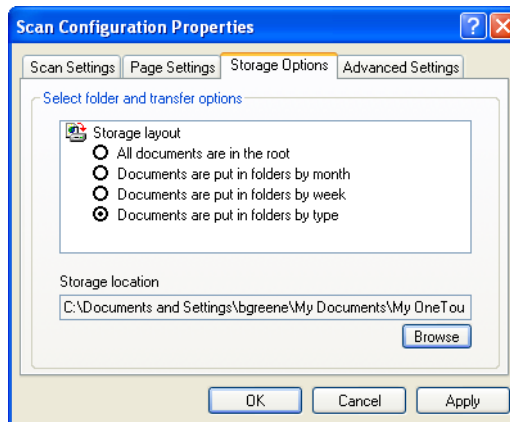 Scan Configuration Properties
Scan Settings Page Settings Storage Options Advanced Settings
Select folder and transfer options
Storage layout
All documents are in the root
Documents are put in folders by month
Documents are put in folders by week
Documents are put in folders by type
Storage location
C:\Documents and Settings\bgreene\My Documents\My OneTou
Browse
OK Cancel Apply